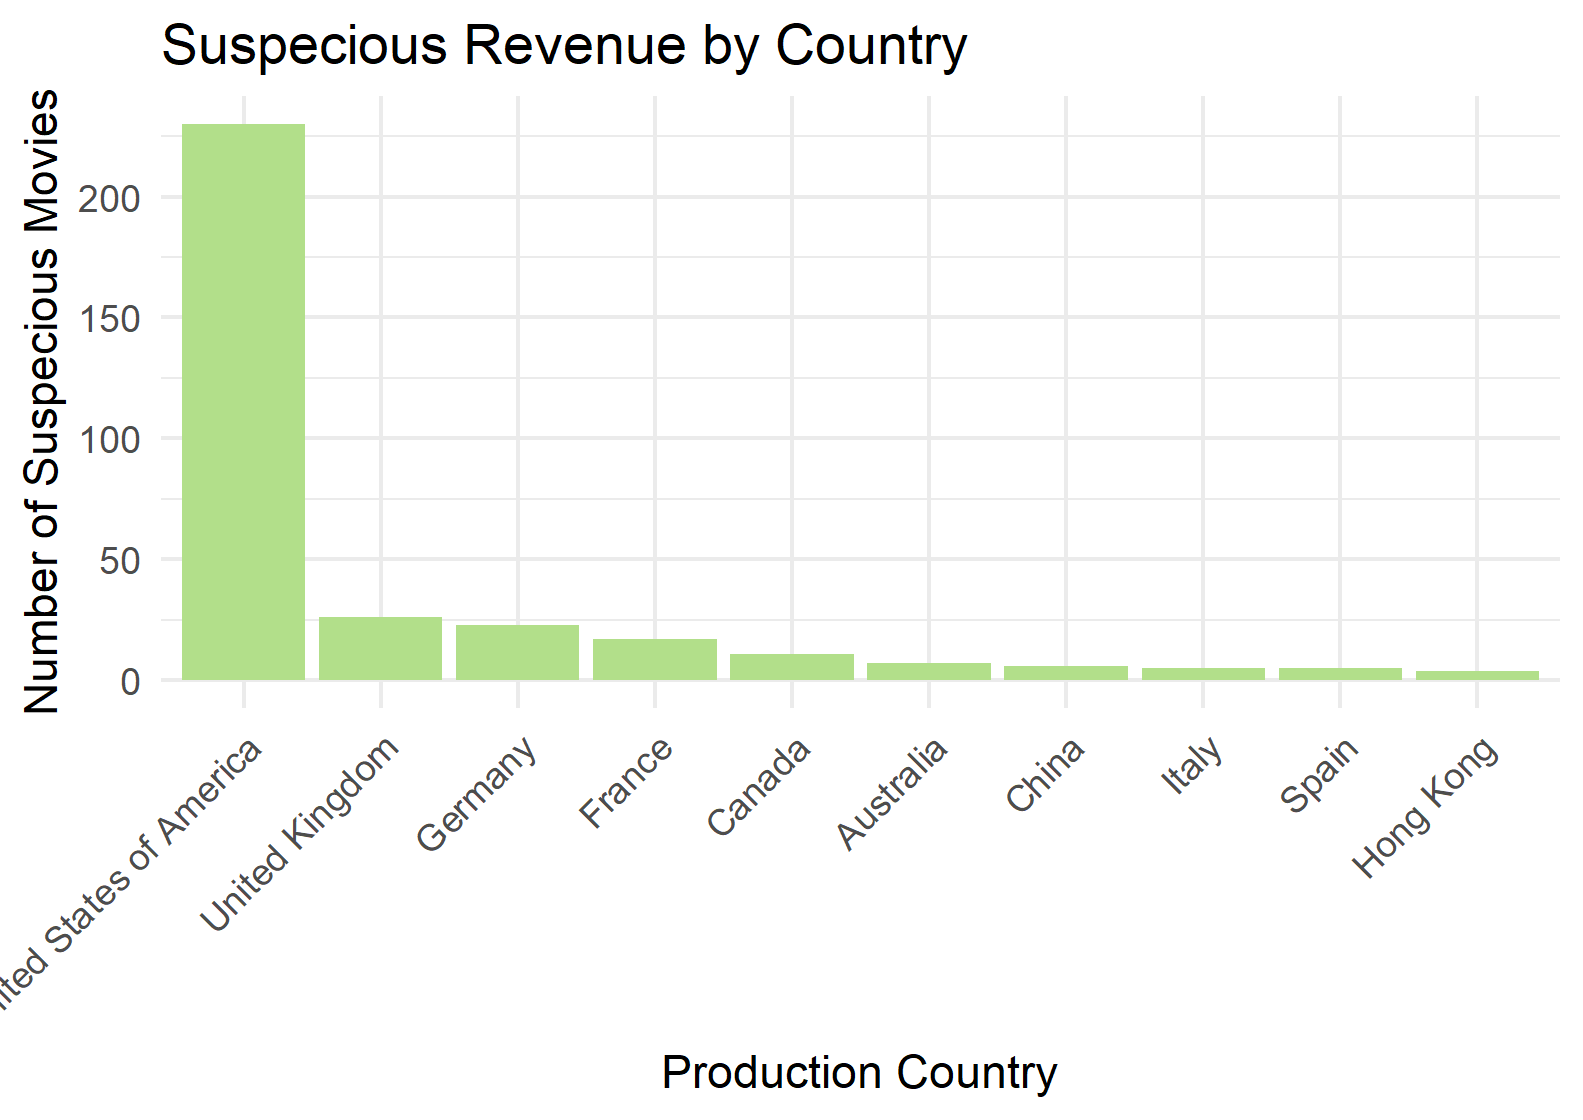 Suspecious Revenue by Country
Number of Suspecious Movies
200
150
100
50
0
ited States of America
United Kingdom
Germany
France
Canada
Australia
China
Italy
Spain
Hong Kong
Production Country